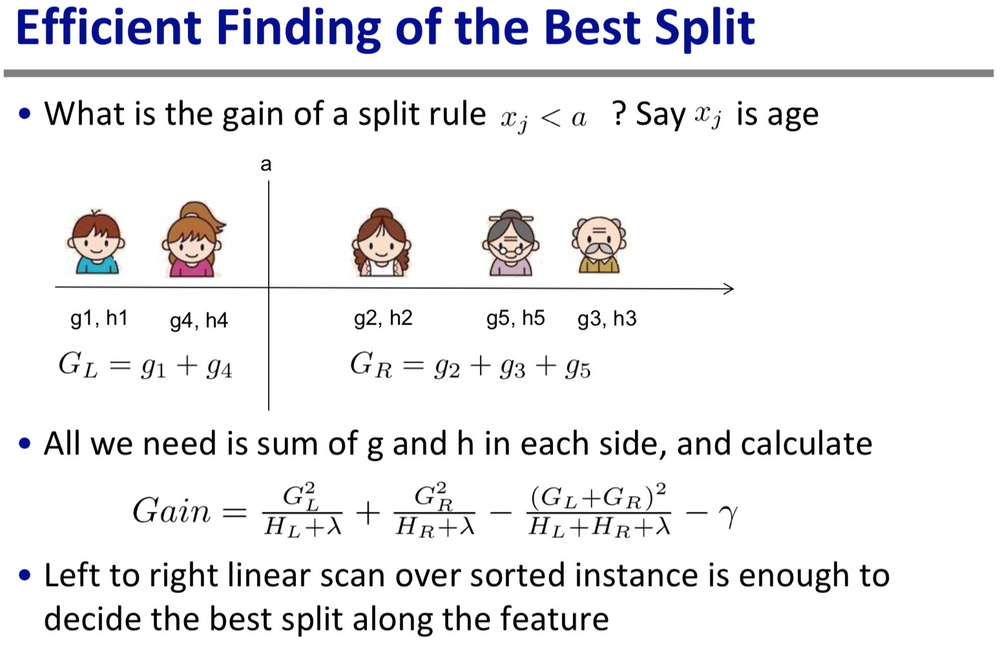 Efficient Finding of the Best Split
• What is the gain of a split rule $x_j < a$ ? Say $x_j$ is age
a
g1, h1 g4, h4 g2, h2 g5, h5 g3, h3
$G_L = g_1 + g_4$ $G_R = g_2 + g_3 + g_5$
• All we need is sum of g and h in each side, and calculate
$Gain = \frac{G_L^2}{H_L+\lambda} + \frac{G_R^2}{H_R+\lambda} - \frac{(G_L+G_R)^2}{H_L+H_R+\lambda} - \gamma$
• Left to right linear scan over sorted instance is enough to
decide the best split along the feature